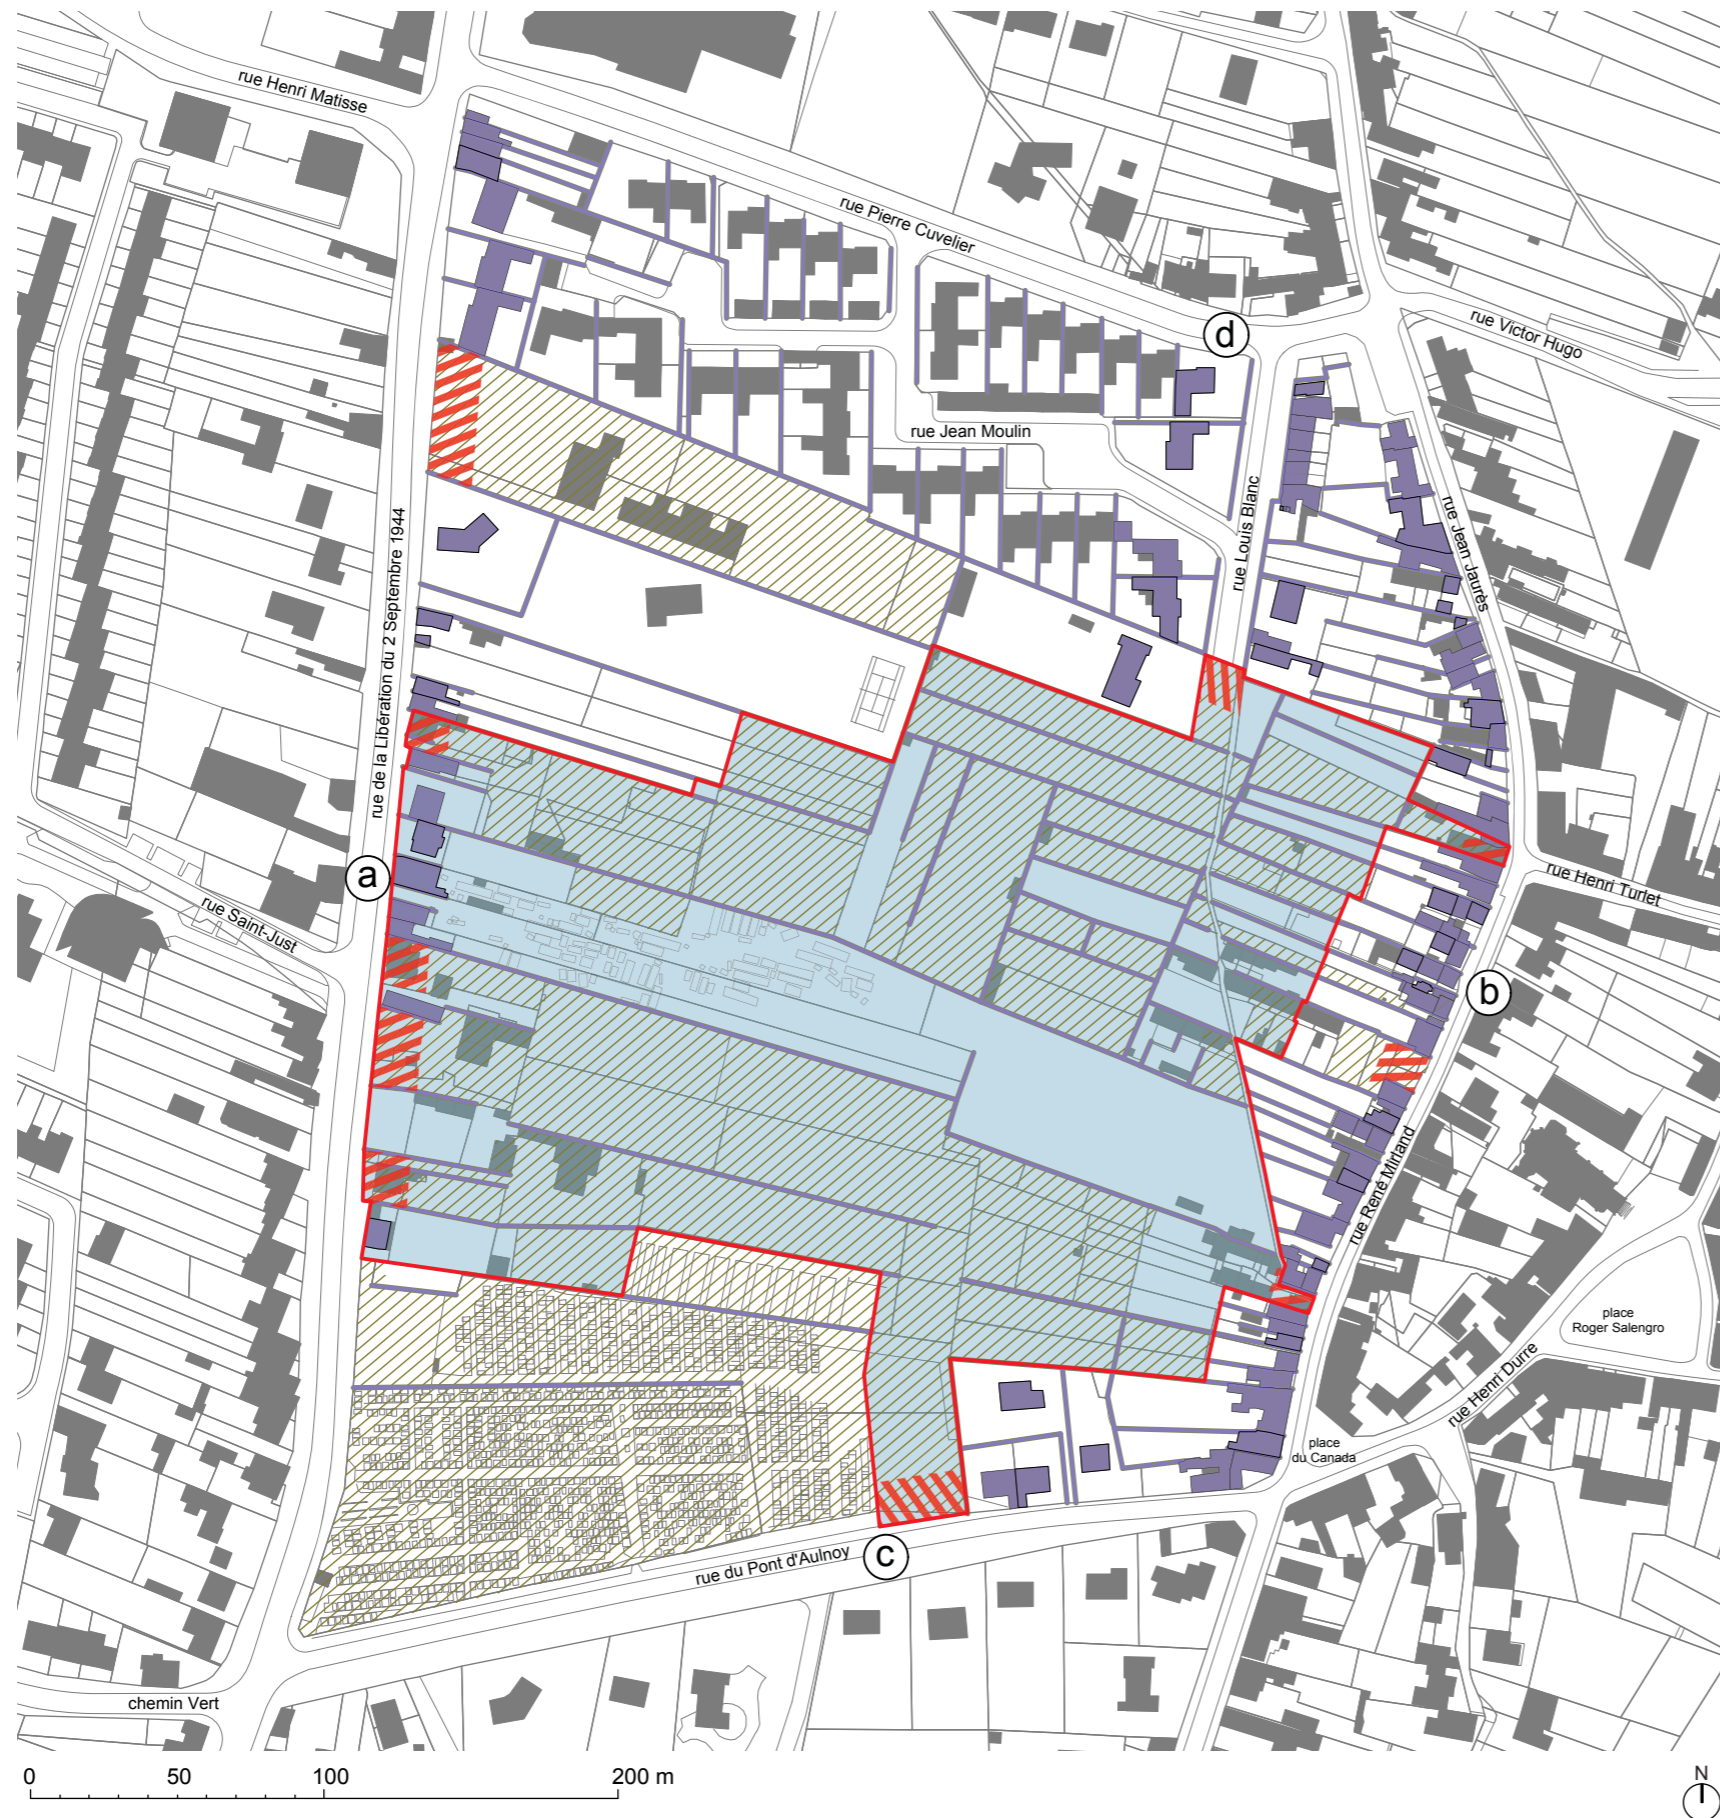 rue Henri Matisse
rue Pierre Cuvelier
d
rue Victor Hugo
rue Jean Moulin
rue Louis Blanc
rue Jean Jaurès
rue de la Libération du 2 Septembre 1944
a
rue Saint-Just
rue Henri Turlet
b
rue René Mirland
place
Roger Salengro
rue Henri Durre
place
du Canada
c
rue du Pont d'Aulnoy
chemin Vert
0 50 100 200 m
N